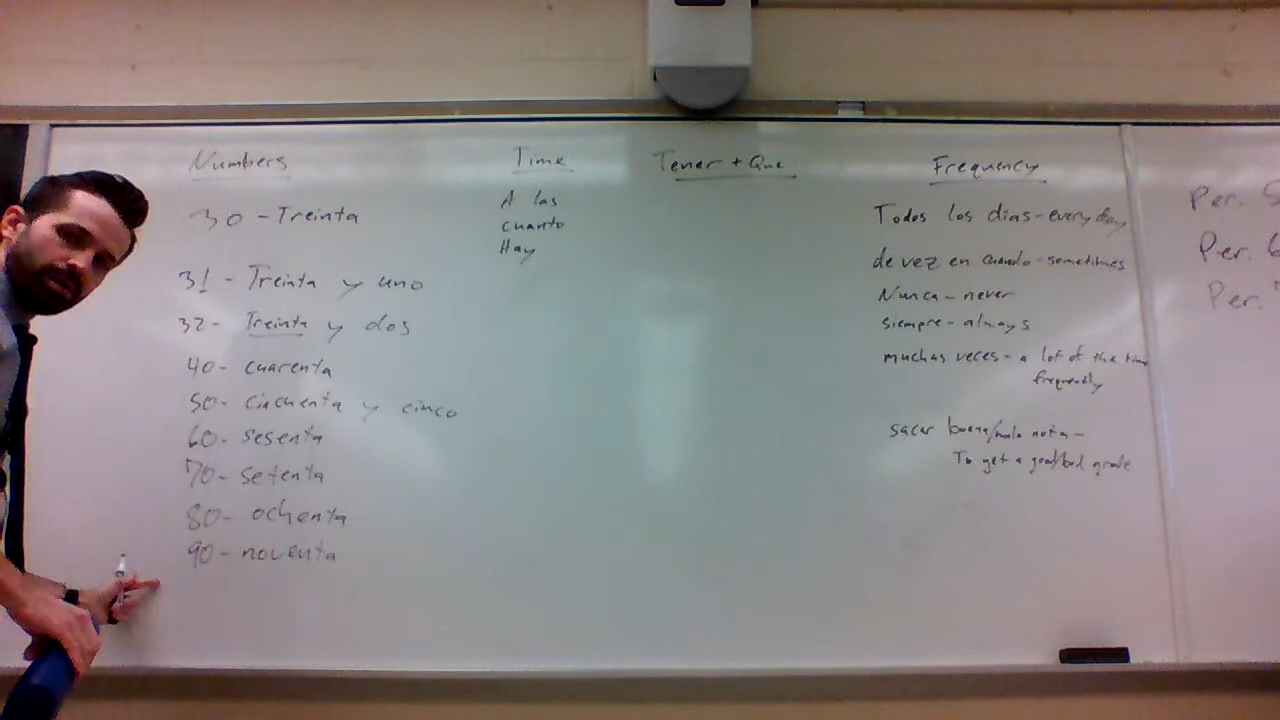 Numbers
30 - Treinta
31 - Treinta y uno
32- Treinta y dos
40- cuarenta
50- cincuenta y cinco
60- sesenta
70- setenta
80- ochenta
90- noventa
Time
A las
cuanto
Hay
Tener + Que
Frequency
Todos los dias - everyday
de vez en cuando - sometimes
Nunca - never
siempre - always
muchas veces - a lot of the time
frequently
sacar buena/mala nota -
To get a good/bad grade
Per. 5
Per. 6
Per.